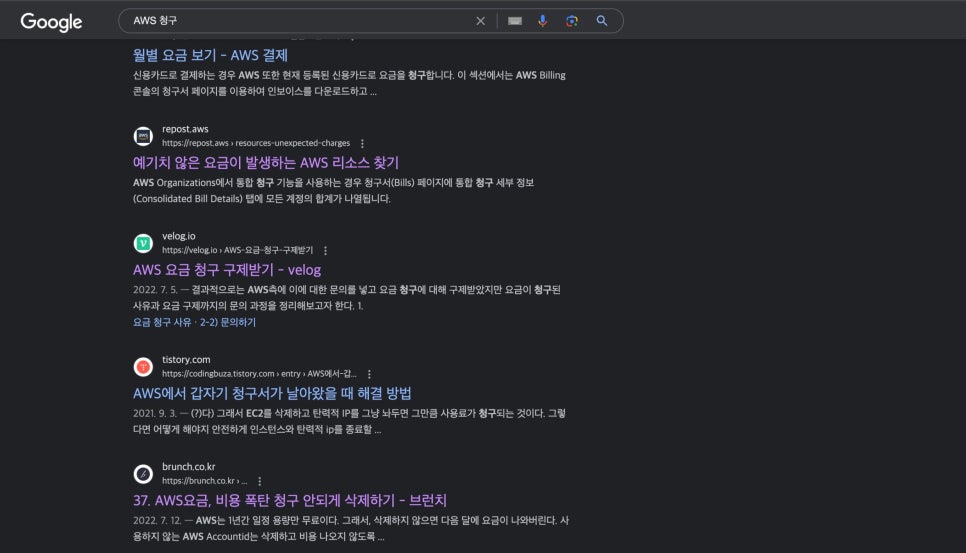 Google
AWS 청구
월별 요금 보기 - AWS 결제
신용카드로 결제하는 경우 AWS 또한 현재 등록된 신용카드로 요금을 청구합니다. 이 섹션에서는 AWS Billing
콘솔의 청구서 페이지를 이용하여 인보이스를 다운로드하고 ...
aws
repost.aws
https://repost.aws › resources-unexpected-charges
예기치 않은 요금이 발생하는 AWS 리소스 찾기
AWS Organizations에서 통합 청구 기능을 사용하는 경우 청구서(Bills) 페이지에 통합 청구 세부 정보
(Consolidated Bill Details) 탭에 모든 계정의 합계가 나열됩니다.
velog.io
https://velog.io › AWS-요금-청구-구제받기
AWS 요금 청구 구제받기 - velog
2022. 7. 5. — 결과적으로는 AWS측에 이에 대한 문의를 넣고 요금 청구에 대해 구제받았지만 요금이 청구된
사유과 요금 구제까지의 문의 과정을 정리해보고자 한다. 1.
요금 청구 사유 · 2-2) 문의하기
tistory.com
https://codingbuza.tistory.com › entry › AWS에서-갑...
AWS에서 갑자기 청구서가 날아왔을 때 해결 방법
2021. 9. 3. — (?)다) 그래서 EC2를 삭제하고 탄력적 IP를 그냥 놔두면 그만큼 사용료가 청구되는 것이다. 그렇
다면 어떻게 해야지 안전하게 인스턴스와 탄력적 ip를 종료할 ...
brunch.co.kr
https://brunch.co.kr › ...
37. AWS요금, 비용 폭탄 청구 안되게 삭제하기 - 브런치
2022. 7. 12. — AWS는 1년간 일정 용량만 무료이다. 그래서, 삭제하지 않으면 다음 달에 요금이 나와버린다. 사
용하지 않는 AWS Accountid는 삭제하고 비용 나오지 않도록 ...